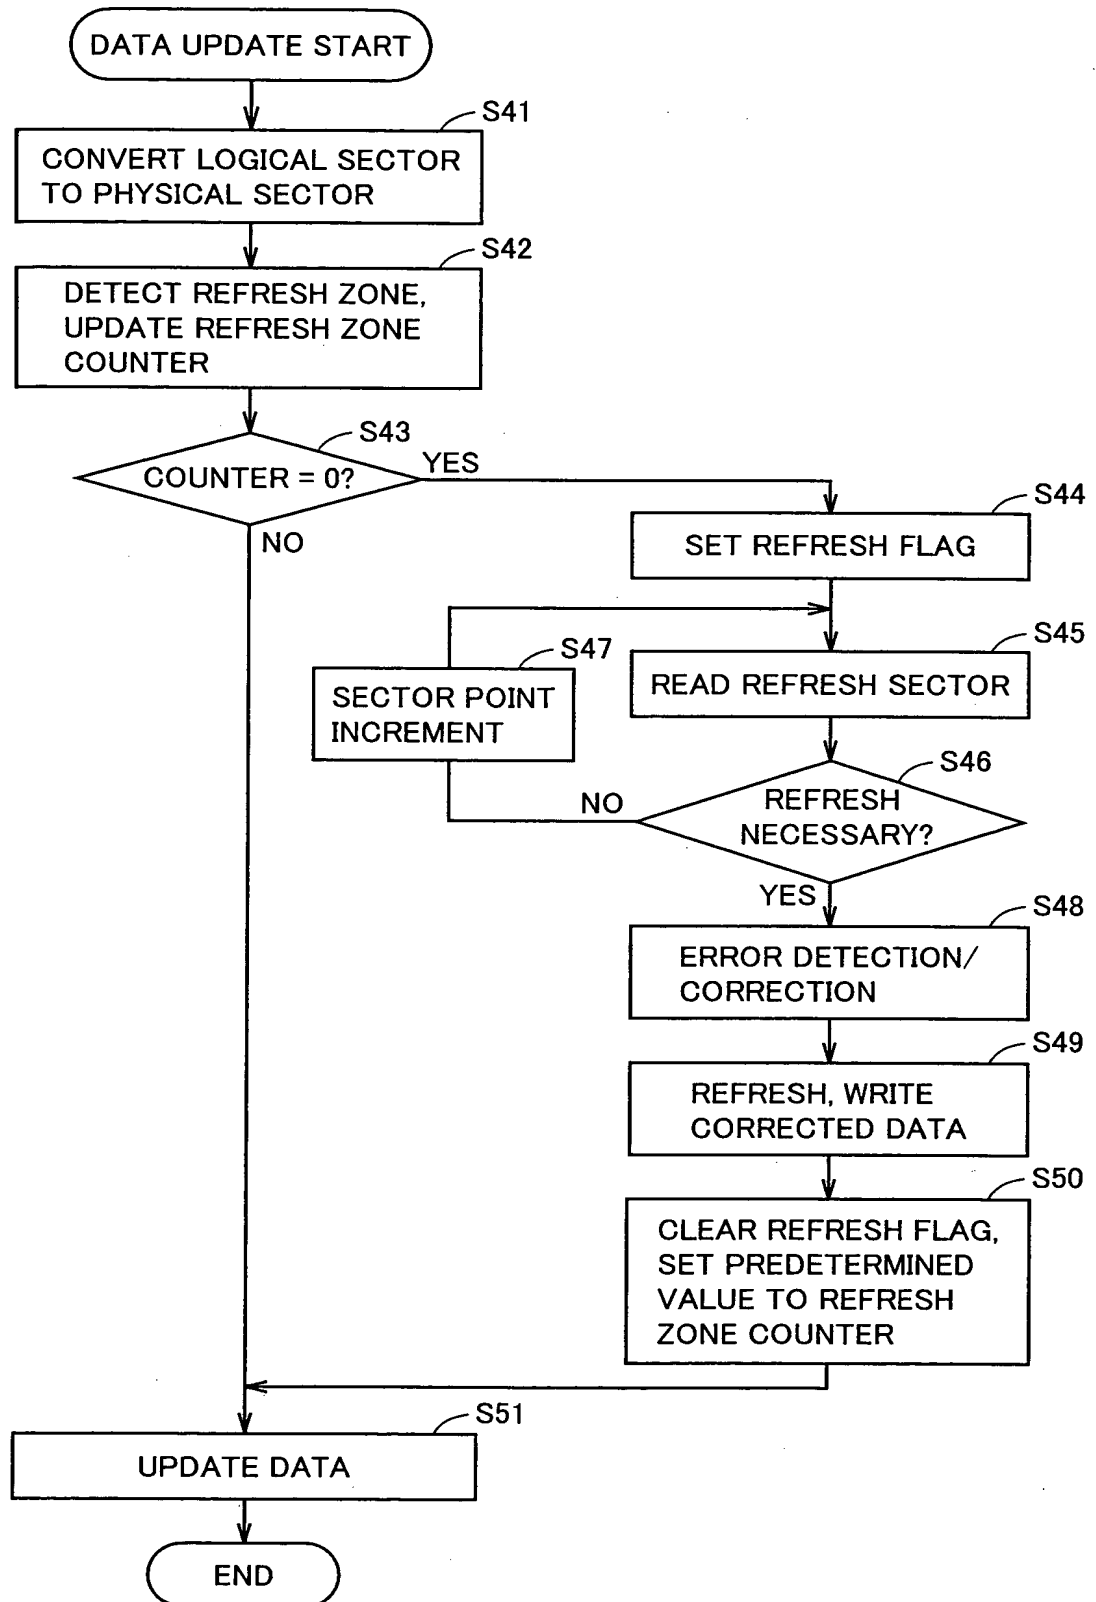 DATA UPDATE START
S41
CONVERT LOGICAL SECTOR
TO PHYSICAL SECTOR
S42
DETECT REFRESH ZONE,
UPDATE REFRESH ZONE
COUNTER
S43
COUNTER = 0?
YES
NO
S44
SET REFRESH FLAG
S45
READ REFRESH SECTOR
S47
SECTOR POINT
INCREMENT
S46
REFRESH
NECESSARY?
NO
YES
S48
ERROR DETECTION/
CORRECTION
S49
REFRESH, WRITE
CORRECTED DATA
S50
CLEAR REFRESH FLAG,
SET PREDETERMINED
VALUE TO REFRESH
ZONE COUNTER
S51
UPDATE DATA
END